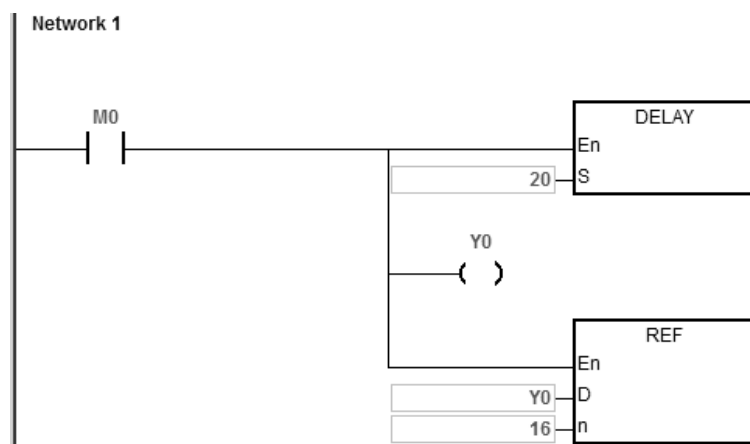 Network 1
M0
DELAY
En
20 S
Y0
REF
En
Y0 D
16 n